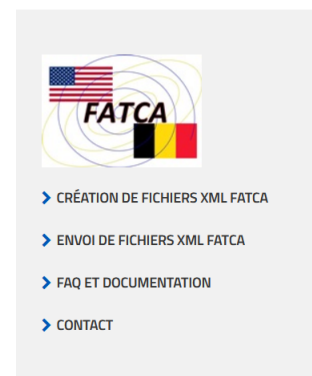 FATCA
CRÉATION DE FICHIERS XML FATCA
ENVOI DE FICHIERS XML FATCA
FAQ ET DOCUMENTATION
CONTACT